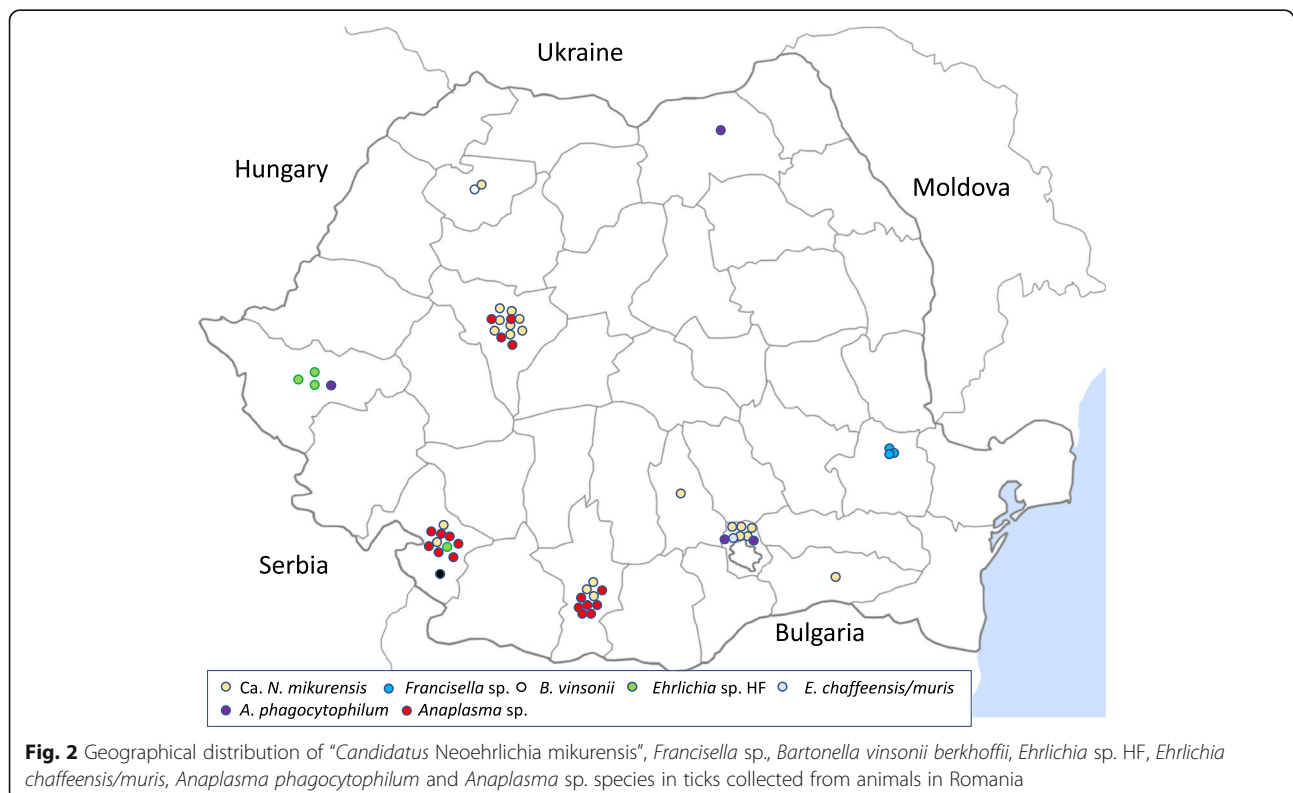 Ukraine
Hungary
Moldova
Serbia
Bulgaria
Ca. N. mikurensis Francisella sp. B. vinsonii Ehrlichia sp. HF E. chaffeensis/muris
A. phagocytophilum Anaplasma sp.
Fig. 2 Geographical distribution of “Candidatus Neoehrlichia mikurensis”, Francisella sp., Bartonella vinsonii berkhoffii, Ehrlichia sp. HF, Ehrlichia
chaffeensis/muris, Anaplasma phagocytophilum and Anaplasma sp. species in ticks collected from animals in Romania